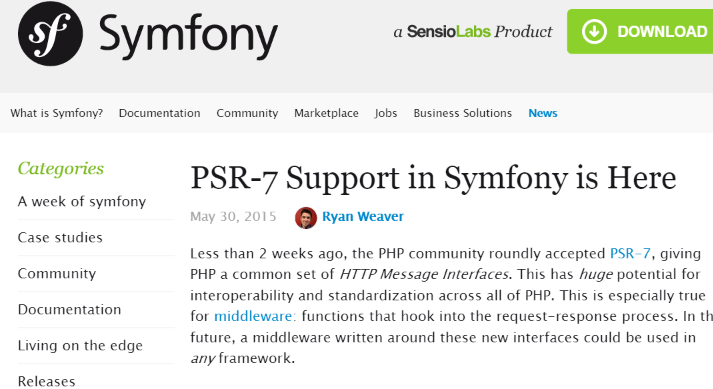 sf Symfony
a SensioLabs Product
DOWNLOAD
What is Symfony? Documentation Community Marketplace Jobs Business Solutions News
Categories
A week of symfony
Case studies
Community
Documentation
Living on the edge
Releases
PSR-7 Support in Symfony is Here
May 30, 2015 Ryan Weaver
Less than 2 weeks ago, the PHP community roundly accepted PSR-7, giving
PHP a common set of HTTP Message Interfaces. This has huge potential for
interoperability and standardization across all of PHP. This is especially true
for middleware: functions that hook into the request-response process. In th
future, a middleware written around these new interfaces could be used in
any framework.